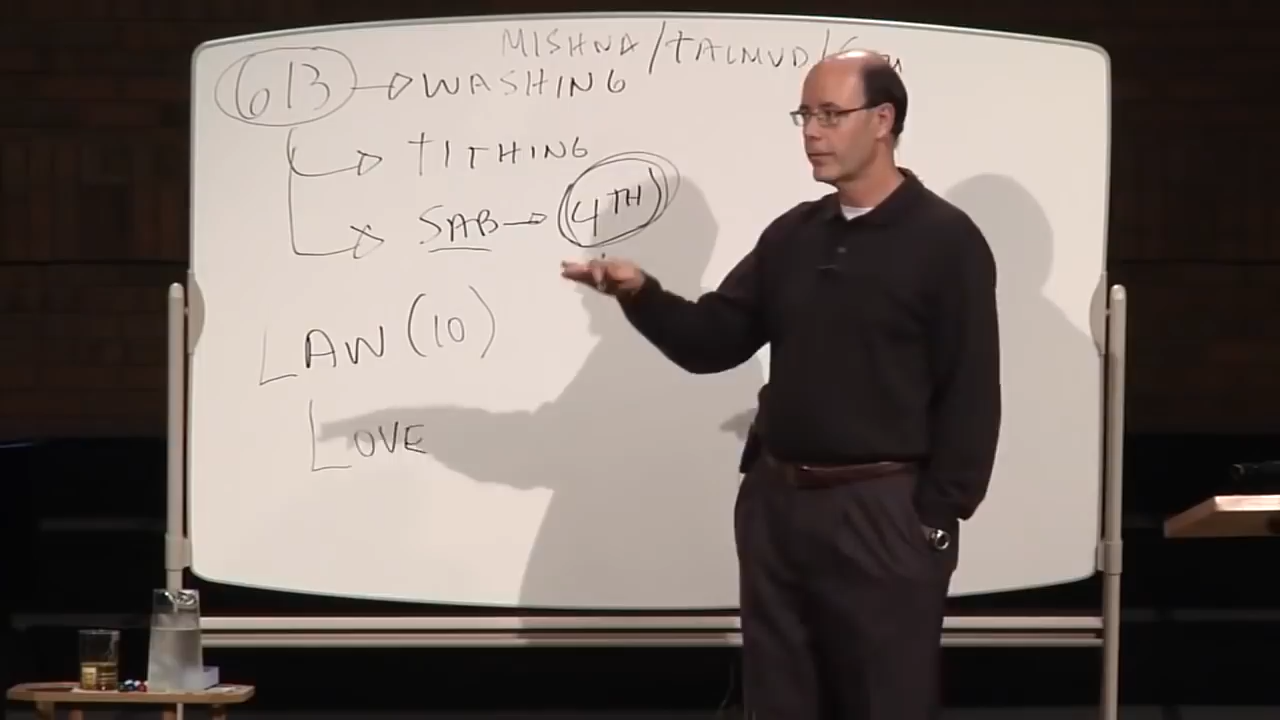 MISHNA/TALMUD/
613 → WASHING
→ TITHING
→ SAB → 4TH
LAW (10)
LOVE